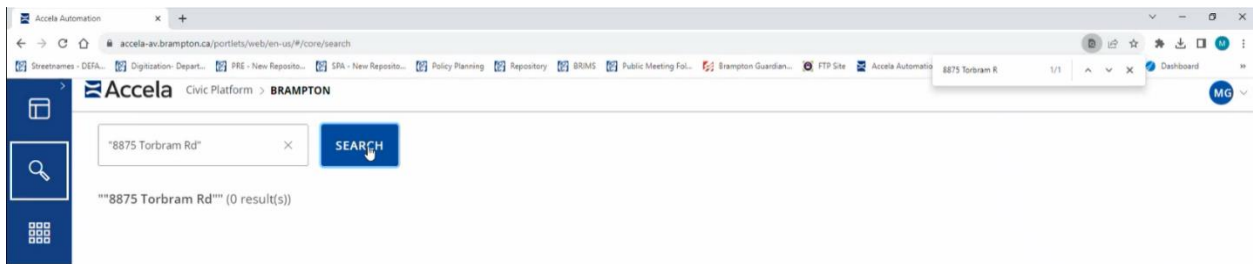 Accela Automation
accela-av.brampton.ca/portlets/web/en-us/#/core/search
M
Streetnames - DEFA... Digitization- Depart... PRE - New Reposito... SPA - New Reposito... Policy Planning Repository BRIMS Public Meeting Fol... Brampton Guardian... FTP Site Accela Automatio Dashboard »
8875 Torbram R 1/1
Accela Civic Platform > BRAMPTON
MG
"8875 Torbram Rd" SEARCH
""8875 Torbram Rd"" (0 result(s))